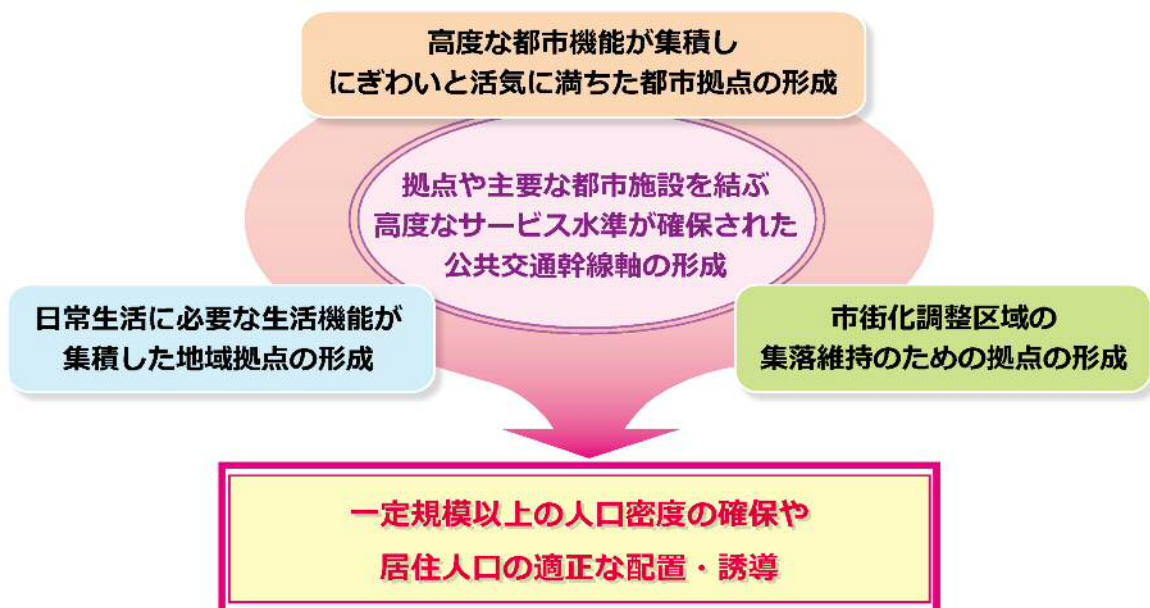 高度な都市機能が集積し
にぎわいと活気に満ちた都市拠点の形成
拠点や主要な都市施設を結ぶ
高度なサービス水準が確保された
公共交通幹線軸の形成
日常生活に必要な生活機能が
集積した地域拠点の形成
市街化調整区域の
集落維持のための拠点の形成
一定規模以上の人口密度の確保や
居住人口の適正な配置・誘導